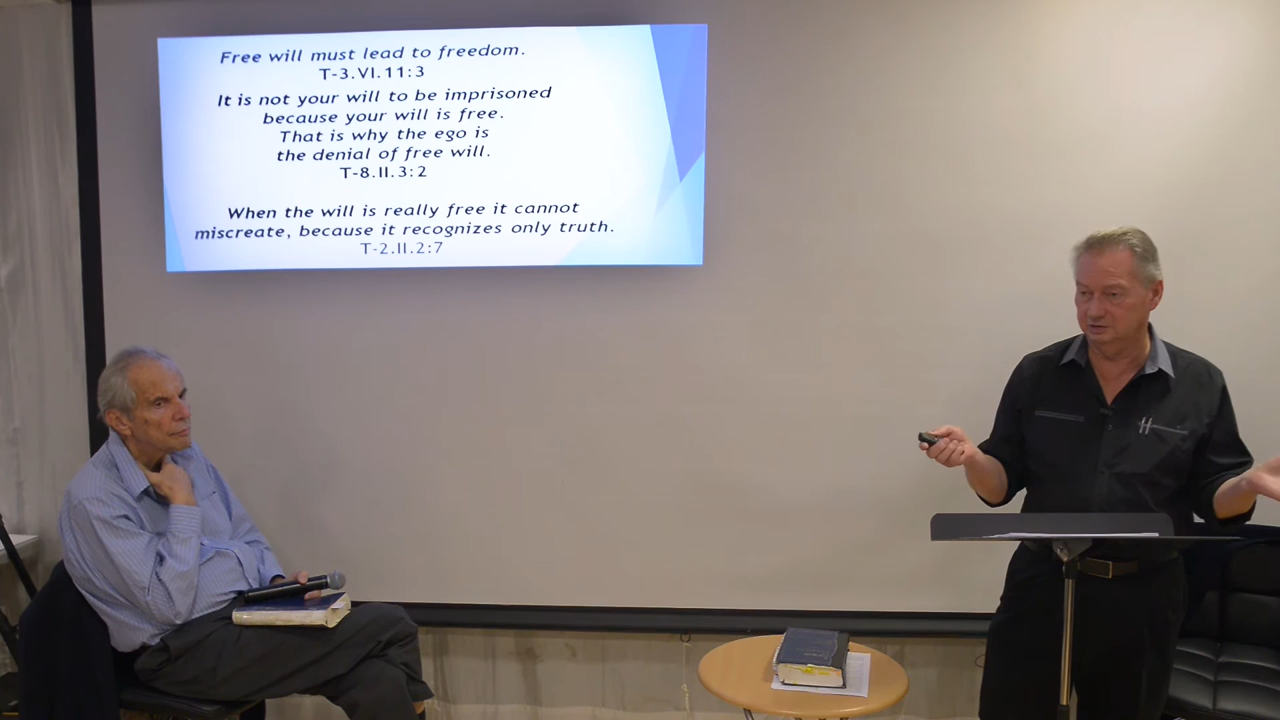 Free will must lead to freedom.
T-3.VI.11:3
It is not your will to be imprisoned
because your will is free.
That is why the ego is
the denial of free will.
T-8.II.3:2
When the will is really free it cannot
miscreate, because it recognizes only truth.
T-2.II.2:7